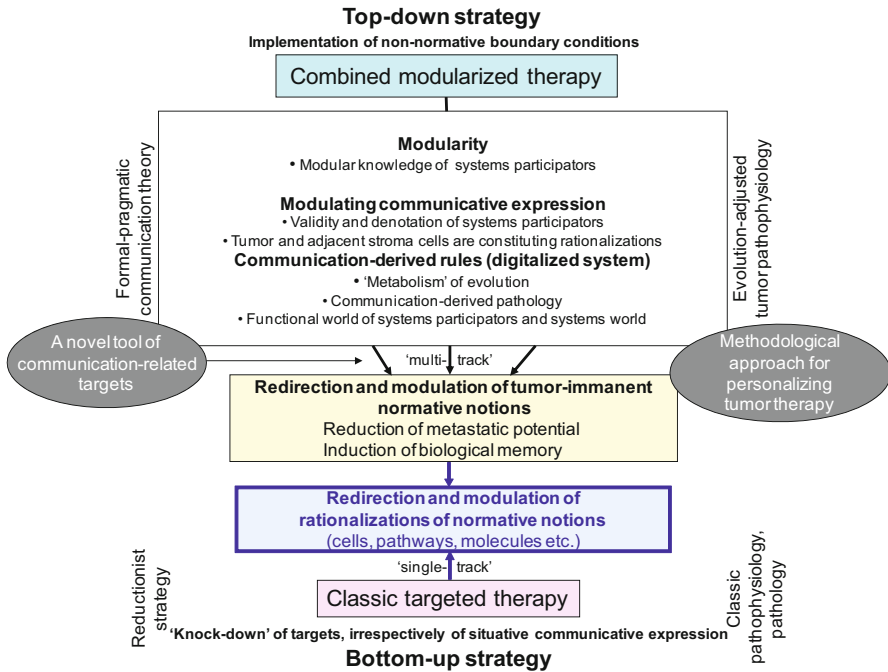 Top-down strategy
Implementation of non-normative boundary conditions
Combined modularized therapy
Formal-pragmatic
communication theory
Modularity
• Modular knowledge of systems participators
Modulating communicative expression
• Validity and denotation of systems participators
• Tumor and adjacent stroma cells are constituting rationalizations
Communication-derived rules (digitalized system)
• ‘Metabolism’ of evolution
• Communication-derived pathology
• Functional world of systems participators and systems world
Evolution-adjusted
tumor pathophysiology
A novel tool of
communication-related
targets
‘multi- track’
Methodological
approach for
personalizing
tumor therapy
Redirection and modulation of tumor-immanent
normative notions
Reduction of metastatic potential
Induction of biological memory
Redirection and modulation of
rationalizations of normative notions
(cells, pathways, molecules etc.)
Reductionist
strategy
‘single- track’
Classic targeted therapy
Classic
pathophysiology,
pathology
‘Knock-down’ of targets, irrespectively of situative communicative expression
Bottom-up strategy